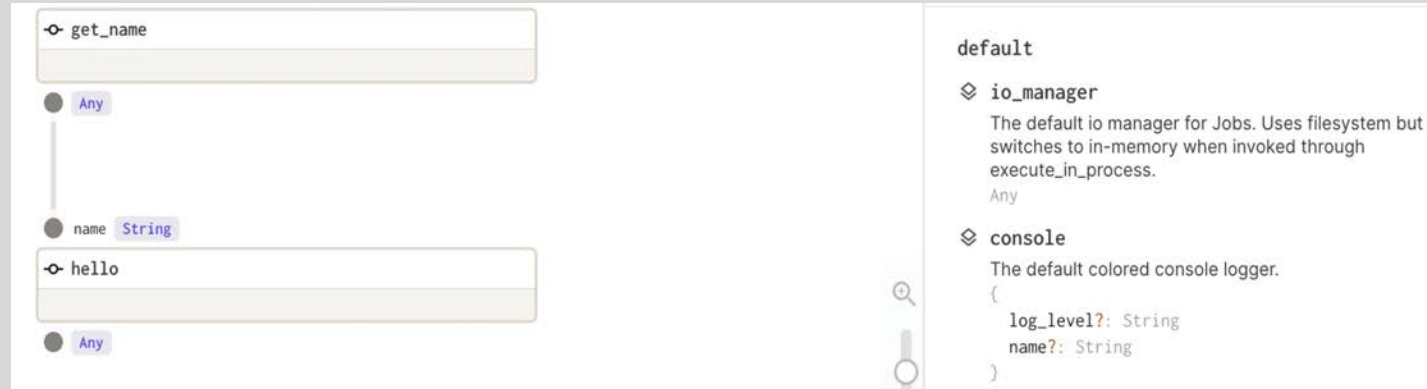 get_name
Any
name String
hello
Any
default
io_manager
The default io manager for Jobs. Uses filesystem but
switches to in-memory when invoked through
execute_in_process.
Any
console
The default colored console logger.
{
log_level?: String
name?: String
}